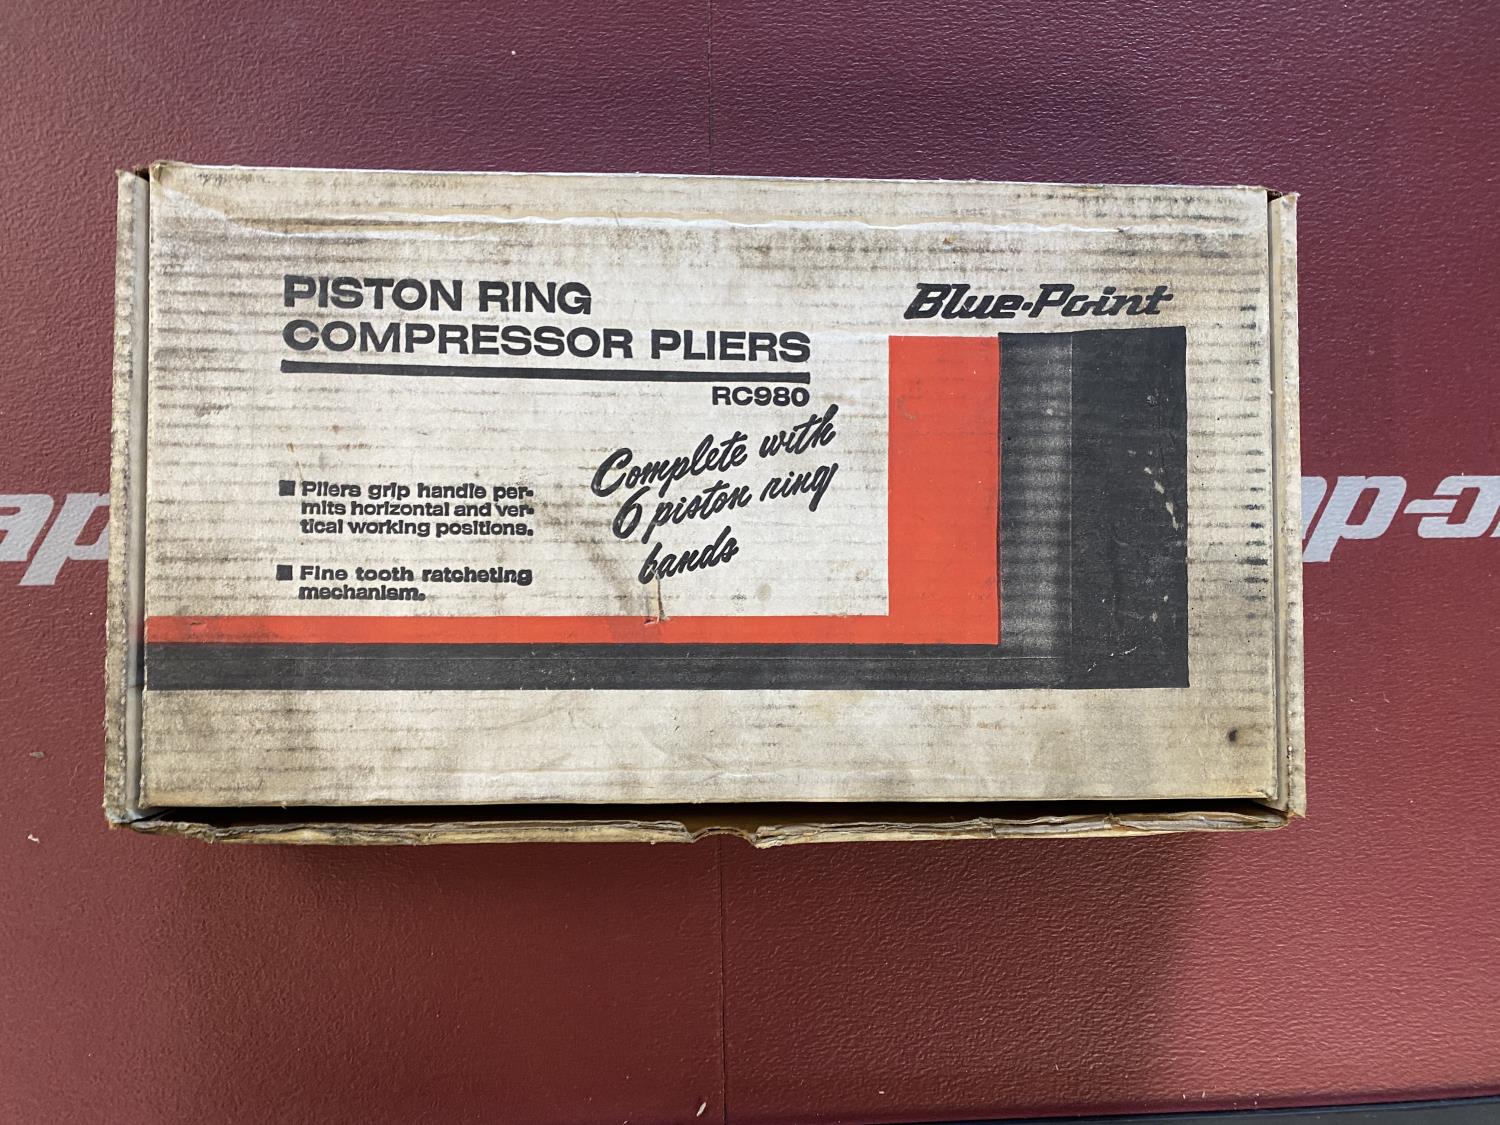 PISTON RING
COMPRESSOR PLIERS
RC980
Blue-Point
Complete with
6 piston ring
bands
■ Pliers grip handle per-
mits horizontal and ver-
tical working positions.
■ Fine tooth ratcheting
mechanism.
ap
p-o